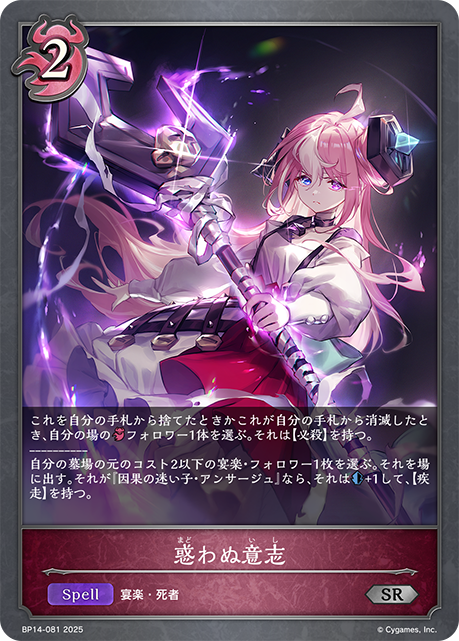 2
これを自分の手札から捨てたときかこれが自分の手札から消滅したと
き、自分の場のフォロワー1体を選ぶ。それは【必殺】を持つ。
----------
自分の墓場の元のコスト2以下の宴楽・フォロワー1枚を選ぶ。それを場
に出す。それが『因果の迷い子・アンサージュ』なら、それは+1して、【疾
走】を持つ。
惑わぬ意志
まど いし
Spell 宴楽・死者 SR
BP14-081 2025 © Cygames, Inc.